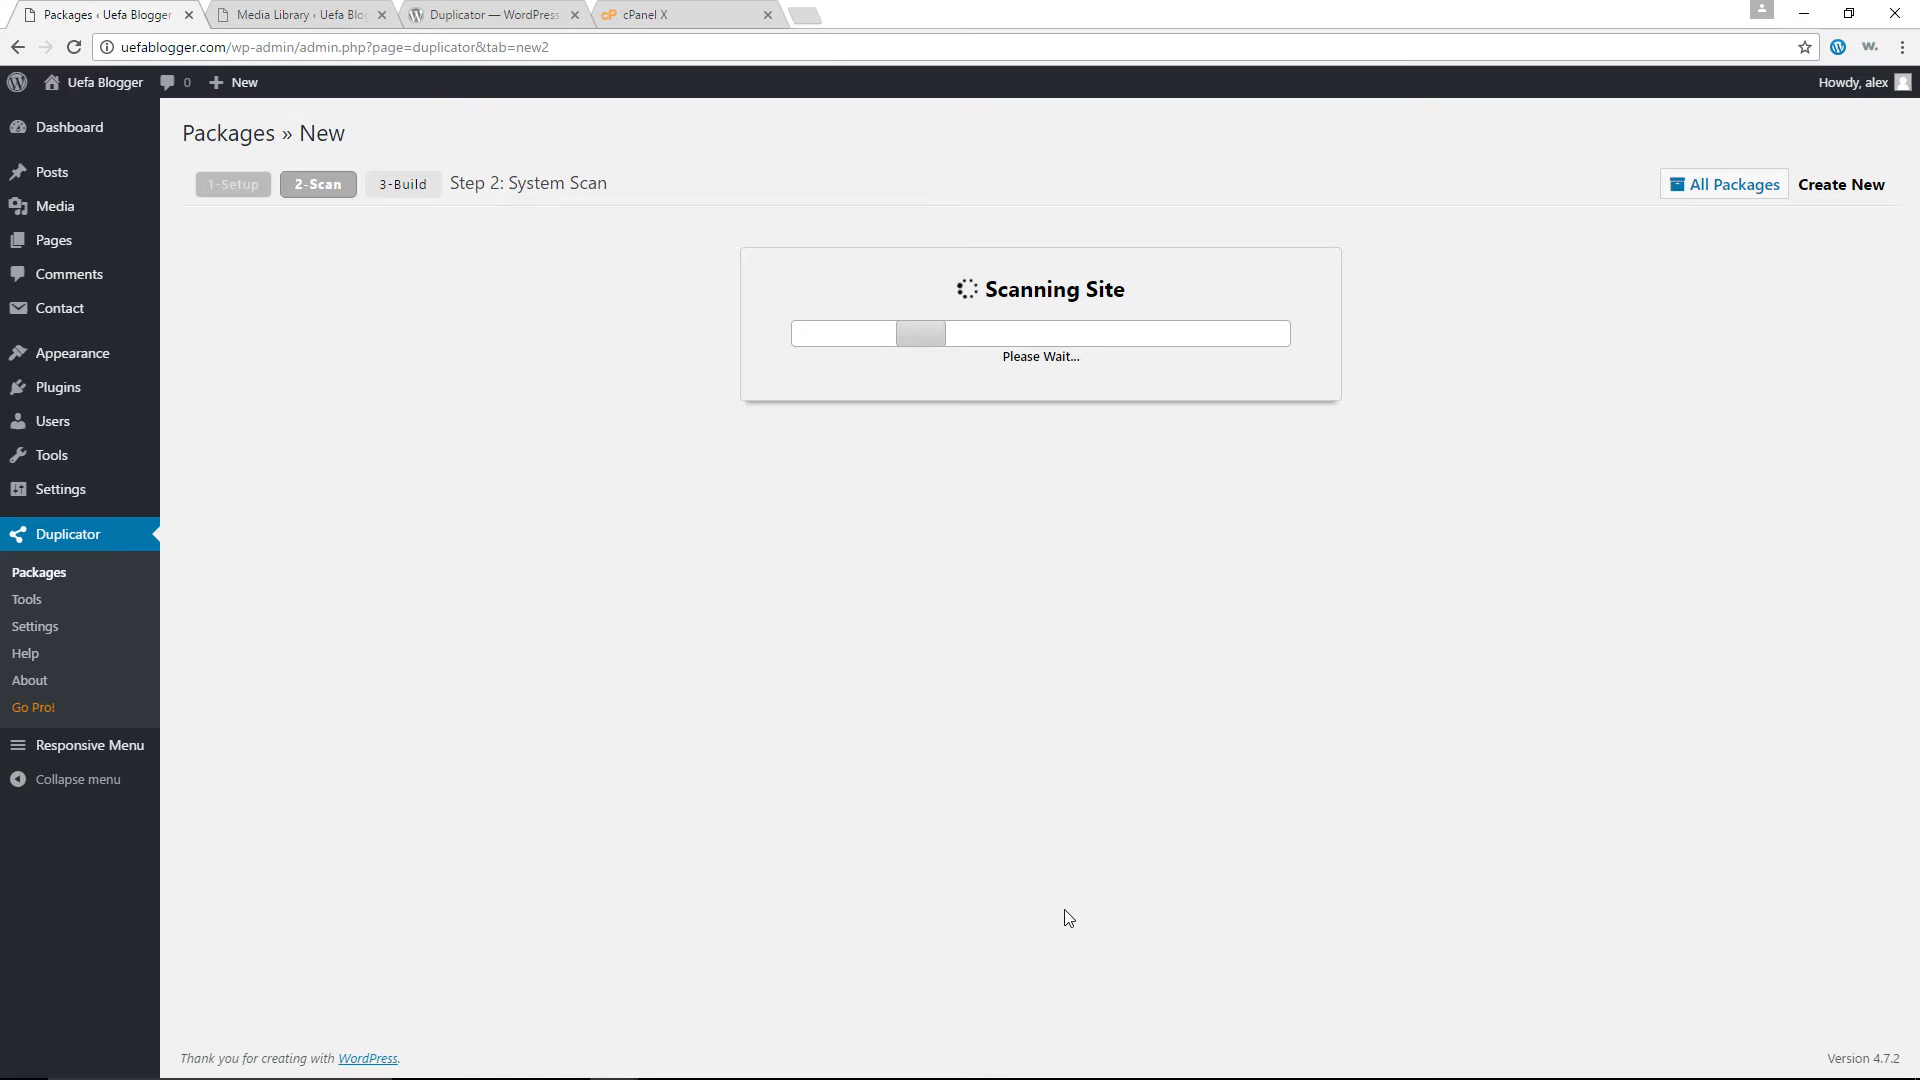 Packages ‹ Uefa Blogger
Media Library ‹ Uefa Blog
Duplicator — WordPress
cP cPanel X
uefablogger.com/wp-admin/admin.php?page=duplicator&tab=new2
w.
Uefa Blogger
0
New
Howdy, alex
Dashboard
Posts
Media
Pages
Comments
Contact
Appearance
Plugins
Users
Tools
Settings
Duplicator
Packages
Tools
Settings
Help
About
Go Pro!
Responsive Menu
Collapse menu
Packages » New
1-Setup
2-Scan
3-Build
Step 2: System Scan
All Packages
Create New
Scanning Site
Please Wait...
Thank you for creating with WordPress.
Version 4.7.2